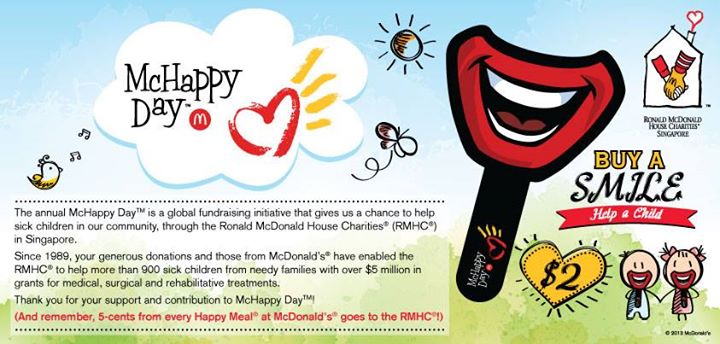 McHappy
Day™
The annual McHappy Day™ is a global fundraising initiative that gives us a chance to help
sick children in our community, through the Ronald McDonald House Charities® (RMHC®)
in Singapore.
Since 1989, your generous donations and those from McDonald's® have enabled the
RMHC® to help more than 900 sick children from needy families with over $5 million in
grants for medical, surgical and rehabilitative treatments.
Thank you for your support and contribution to McHappy Day™!
(And remember, 5-cents from every Happy Meal® at McDonald's® goes to the RMHC®!)
McHappy
Day™
RONALD MCDONALD
HOUSE CHARITIES®
SINGAPORE
BUY A
SMILE
Help a Child
$2
© 2013 McDonald's